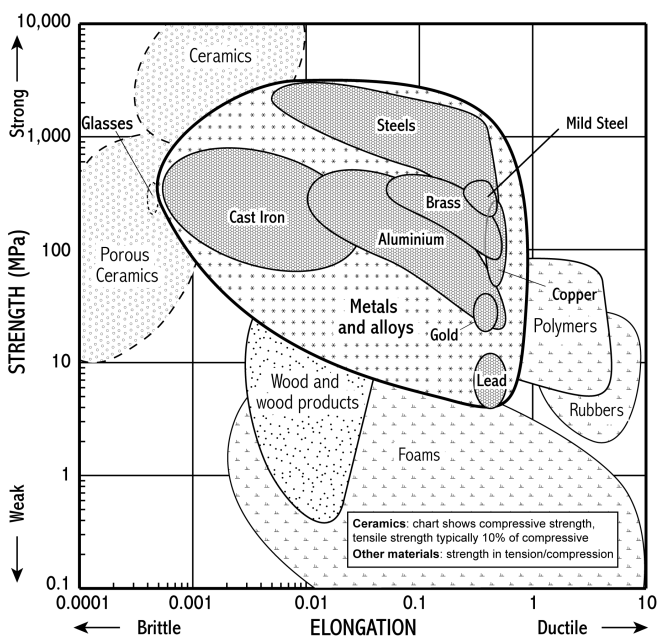 10,000
Ceramics
Strong
Glasses
Steels
Mild Steel
1,000
Brass
Cast Iron
Aluminium
100
Porous
Ceramics
STRENGTH (MPa)
Metals
and alloys
Copper
Gold
Polymers
10
Wood and
wood products
Lead
Rubbers
Foams
1
Weak
Ceramics: chart shows compressive strength,
tensile strength typically 10% of compressive
Other materials: strength in tension/compression
0.1
0.0001 0.001 0.01 0.1 1 10
Brittle ELONGATION Ductile